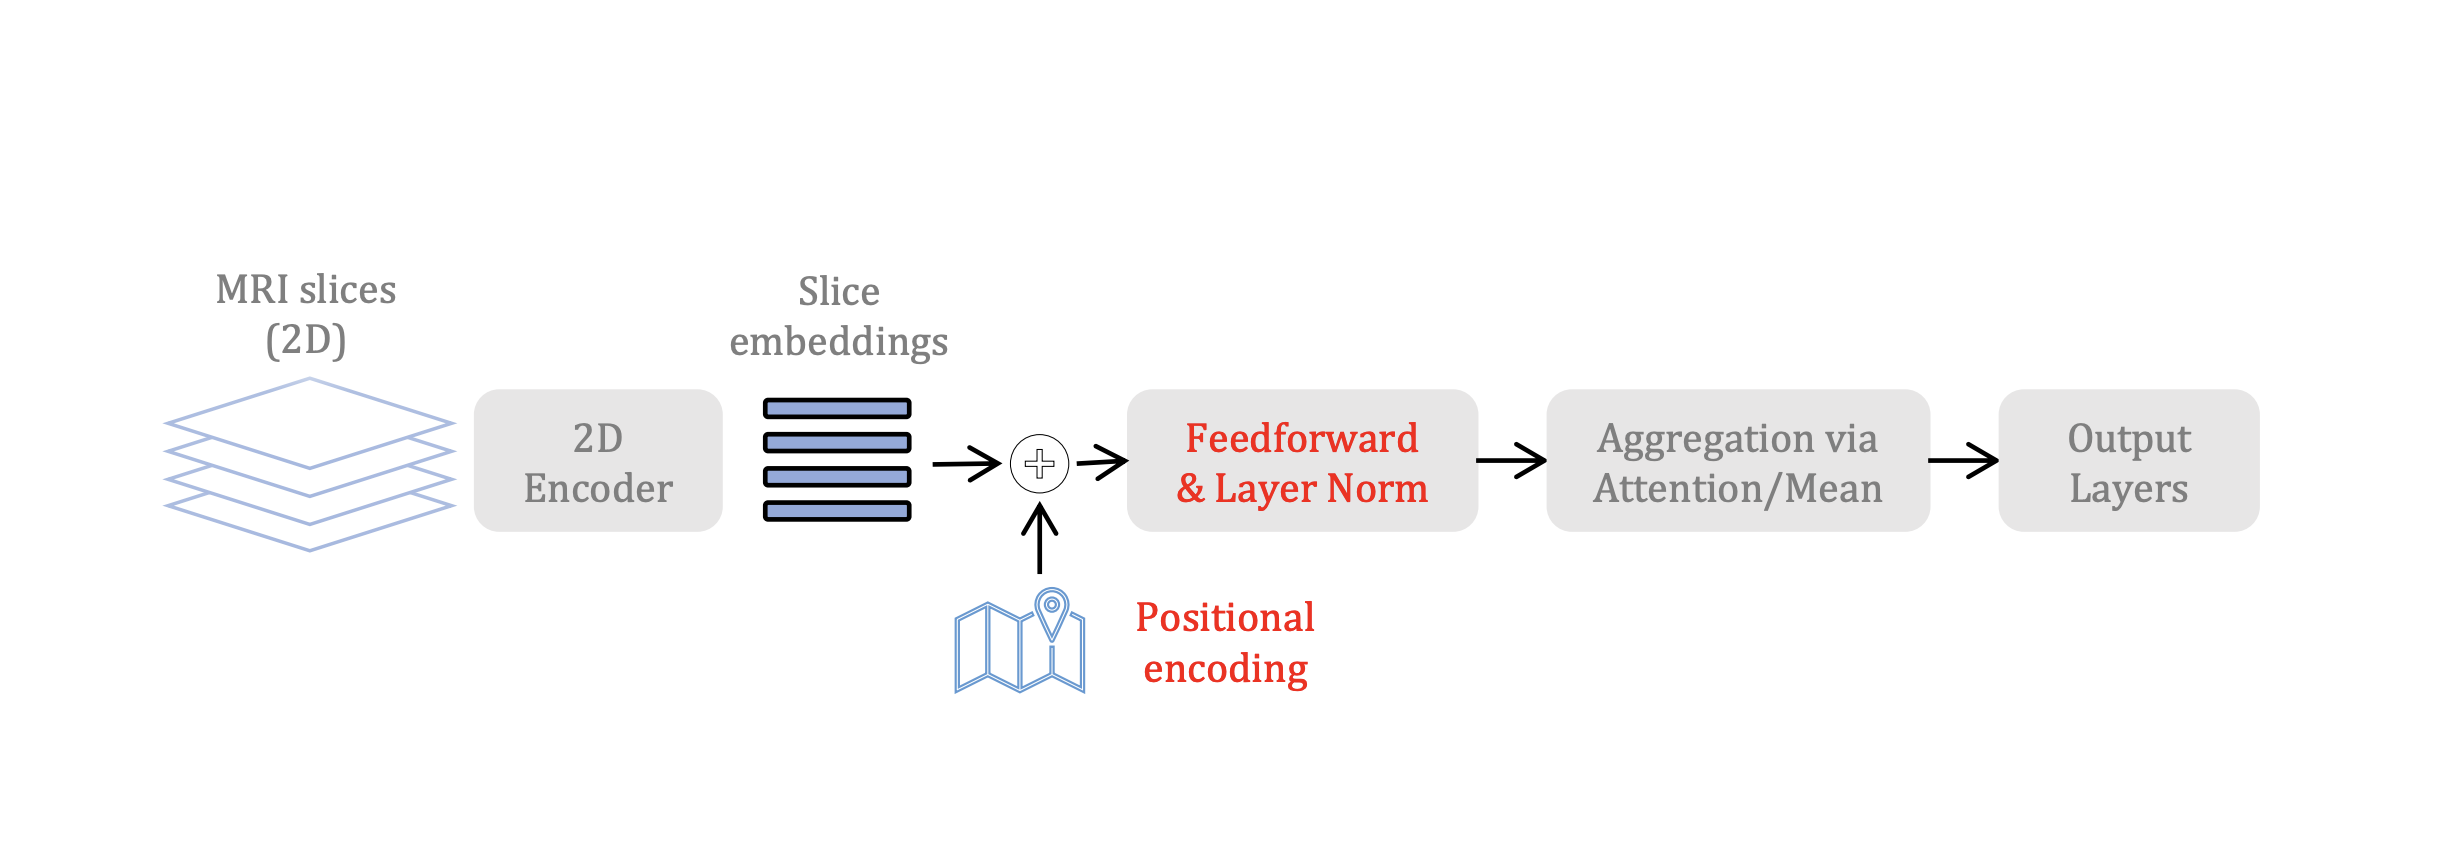 MRI slices
(2D)
2D
Encoder
Slice
embeddings
Positional
encoding
Feedforward
& Layer Norm
Aggregation via
Attention/Mean
Output
Layers